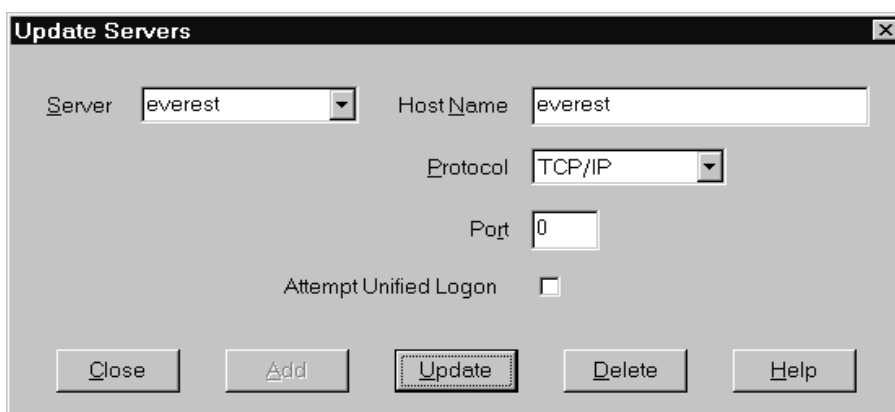 Update Servers
Server everest Host Name everest
Protocol TCP/IP
Port 0
Attempt Unified Logon
Close Add Update Delete Help